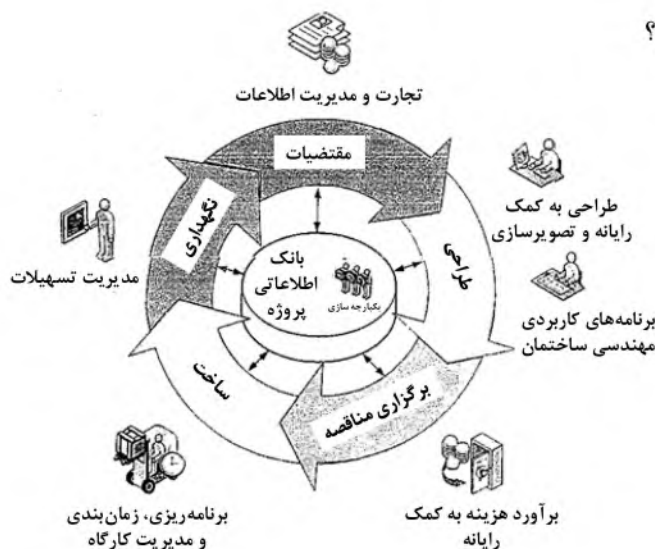 ؟
تجارت و مدیریت اطلاعات
مقتضیات
طراحی به کمک
رایانه و تصویرسازی
طراحی
برنامه‌های کاربردی
مهندسی ساختمان
نگهداری
مدیریت تسهیلات
بانک
اطلاعاتی
پروژه
یکپارچه سازی
ساخت
برگزاری مناقصه
برنامه‌ریزی، زمان‌بندی
و مدیریت کارگاه
برآورد هزینه به کمک
رایانه